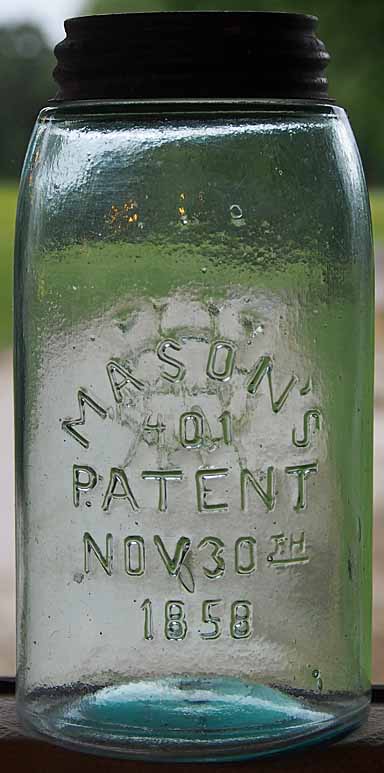 MASON'S
401
PATENT
NOV 30TH
1858